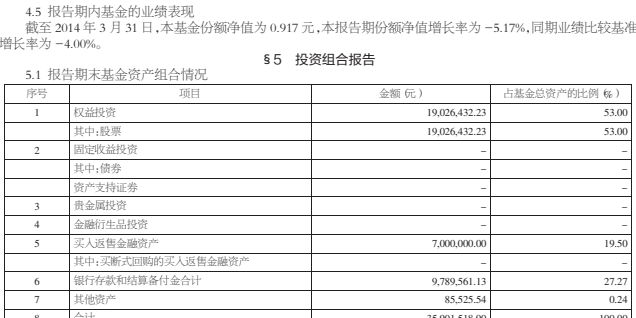 4.5 报告期内基金的业绩表现
截至 2014 年 3 月 31 日,本基金份额净值为 0.917 元,本报告期份额净值增长率为 -5.17%,同期业绩比较基准
增长率为 -4.00%。
§5 投资组合报告
5.1 报告期末基金资产组合情况
序号 项目 金额(元) 占基金总资产的比例(%)
1 权益投资 19,026,432.23 53.00
其中:股票 19,026,432.23 53.00
2 固定收益投资 - -
其中:债券 - -
资产支持证券 - -
3 贵金属投资 - -
4 金融衍生品投资 - -
5 买入返售金融资产 7,000,000.00 19.50
其中:买断式回购的买入返售金融资产 - -
6 银行存款和结算备付金合计 9,789,561.13 27.27
7 其他资产 85,525.54 0.24
8 合计 35,901,518.90 100.00